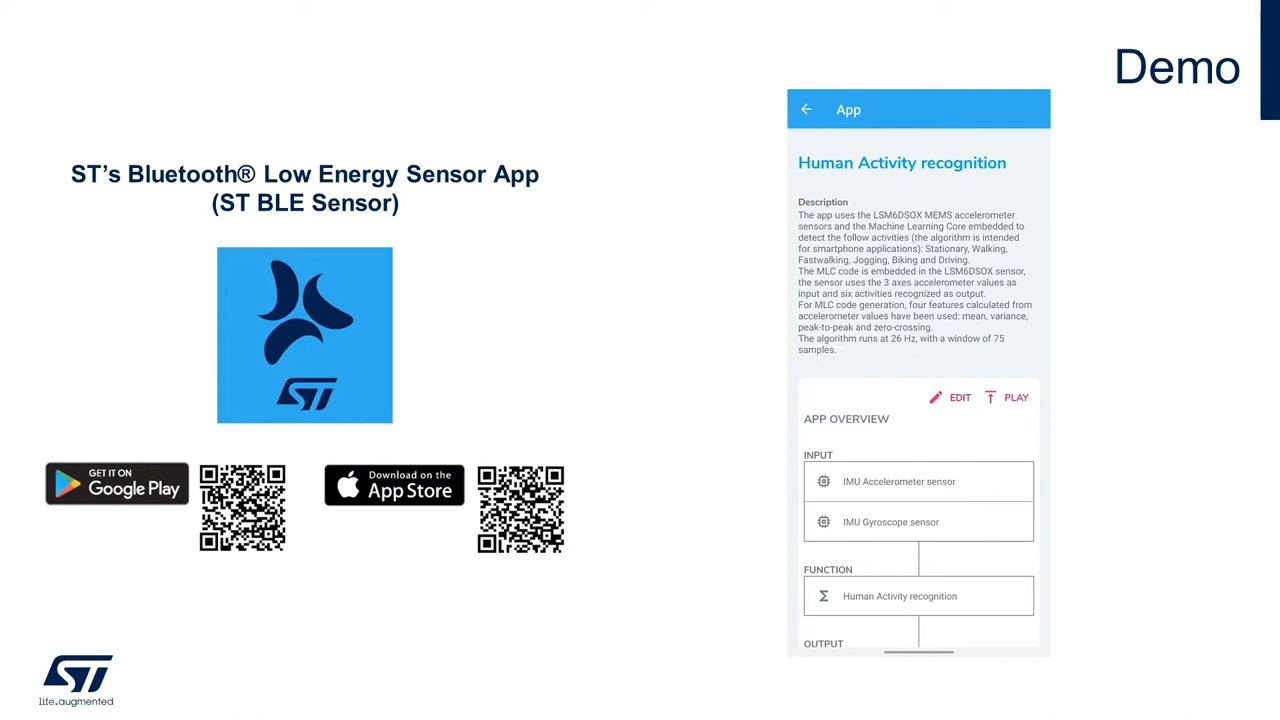 Demo
ST's Bluetooth® Low Energy Sensor App
(ST BLE Sensor)
ST
GET IT ON
Google Play
Download on the
App Store
ST
life.augmented
App
Human Activity recognition
Description
The app uses the LSM6DSOX MEMS accelerometer
sensors and the Machine Learning Core embedded to
detect the follow activities (the algorithm is intended
for smartphone applications): Stationary, Walking,
Fastwalking, Jogging, Biking and Driving.
The MLC code is embedded in the LSM6DSOX sensor,
the sensor uses the 3 axes accelerometer values as
input and six activities recognized as output.
For MLC code generation, four features calculated from
accelerometer values have been used: mean, variance,
peak-to-peak and zero-crossing.
The algorithm runs at 26 Hz, with a window of 75
samples.
EDIT PLAY
APP OVERVIEW
INPUT
IMU Accelerometer sensor
IMU Gyroscope sensor
FUNCTION
Human Activity recognition
OUTPUT